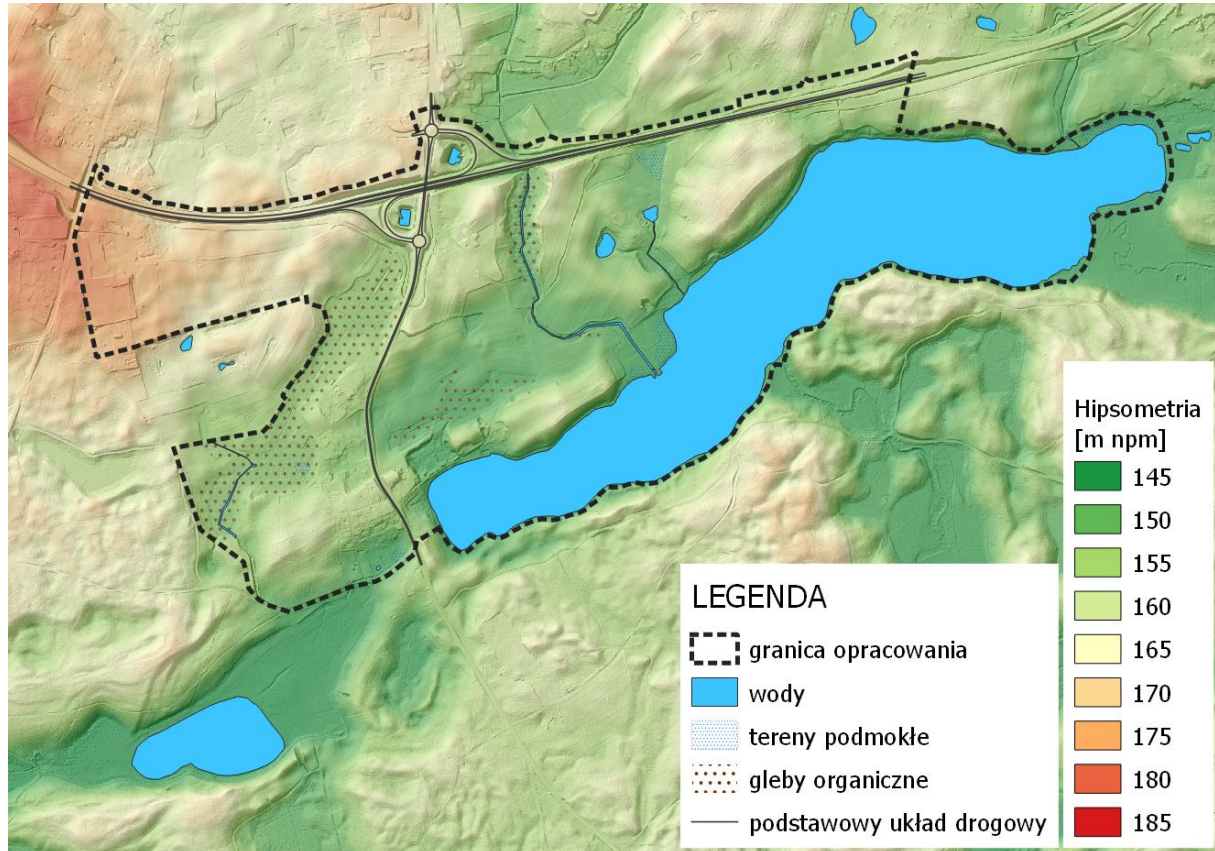 LEGENDA
granica opracowania
wody
tereny podmokłe
gleby organiczne
podstawowy układ drogowy
Hipsometria
[m npm]
145
150
155
160
165
170
175
180
185